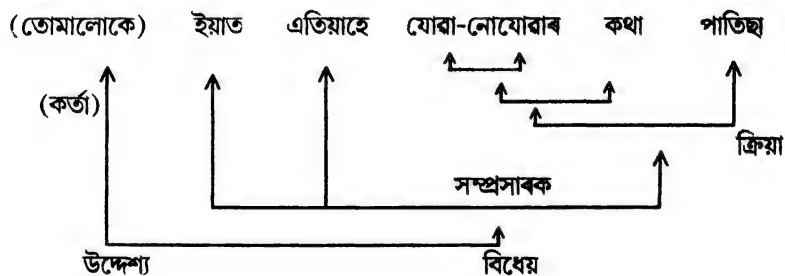 (তোমালোকে) ইয়াত এতিয়াহে যোৱা-নোযোৱাৰ কথা পাতিছা
(কৰ্তা)
ক্ৰিয়া
সম্প্ৰসাৰক
উদ্দেশ্য বিধেয়